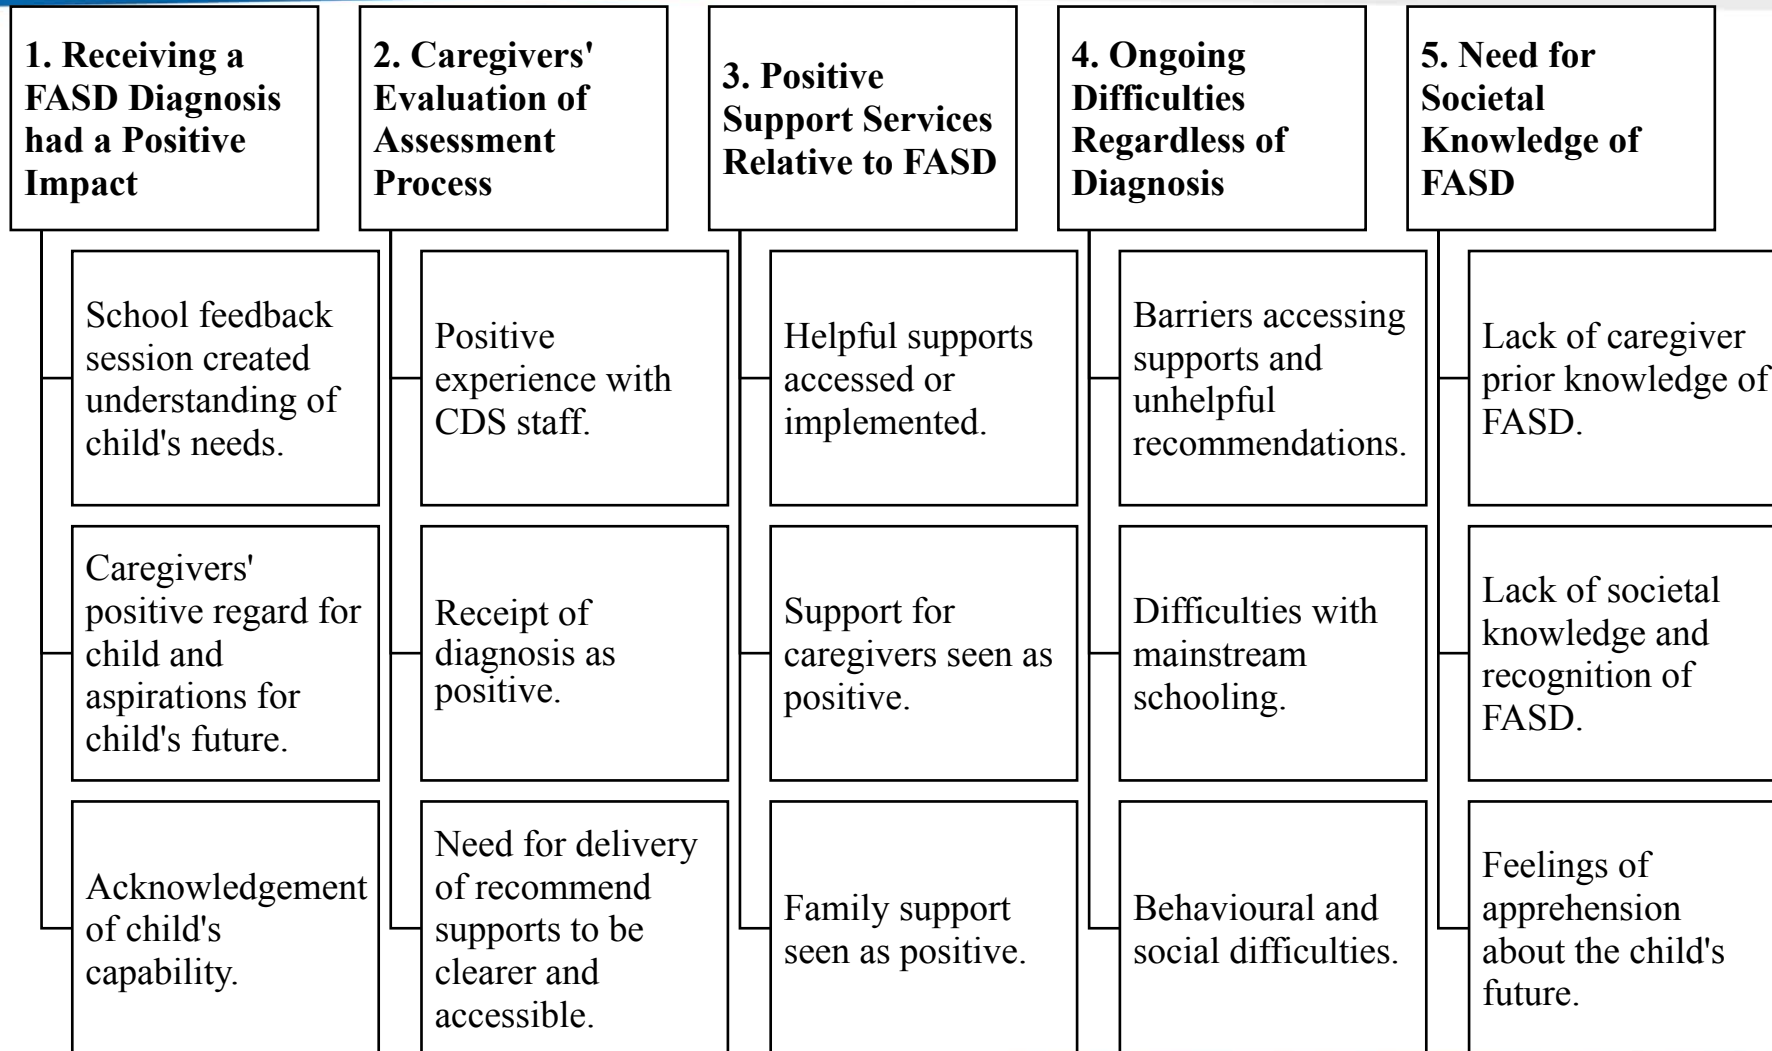 1. Receiving a
FASD Diagnosis
had a Positive
Impact
School feedback
session created
understanding of
child's needs.
Caregivers'
positive regard for
child and
aspirations for
child's future.
Acknowledgement
of child's
capability.
2. Caregivers'
Evaluation of
Assessment
Process
Positive
experience with
CDS staff.
Receipt of
diagnosis as
positive.
Need for delivery
of recommend
supports to be
clearer and
accessible.
3. Positive
Support Services
Relative to FASD
Helpful supports
accessed or
implemented.
Support for
caregivers seen as
positive.
Family support
seen as positive.
4. Ongoing
Difficulties
Regardless of
Diagnosis
Barriers accessing
supports and
unhelpful
recommendations.
Difficulties with
mainstream
schooling.
Behavioural and
social difficulties.
5. Need for
Societal
Knowledge of
FASD
Lack of caregiver
prior knowledge of
FASD.
Lack of societal
knowledge and
recognition of
FASD.
Feelings of
apprehension
about the child's
future.